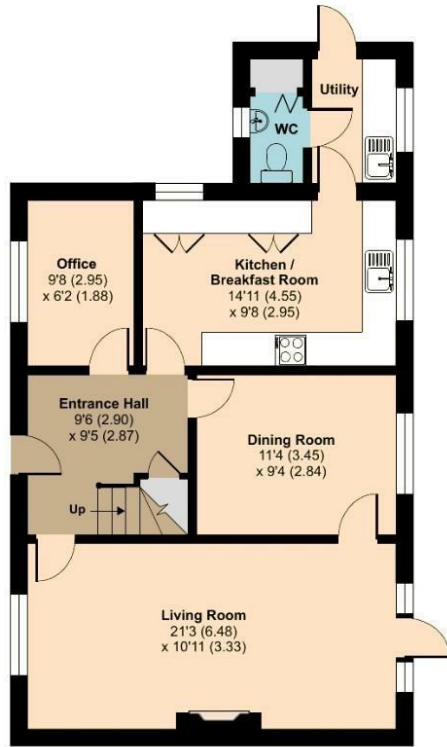 Utility
WC
Office
9'8 (2.95)
x 6'2 (1.88)
Kitchen /
Breakfast Room
14'11 (4.55)
x 9'8 (2.95)
Entrance Hall
9'6 (2.90)
x 9'5 (2.87)
Dining Room
11'4 (3.45)
x 9'4 (2.84)
Up
Living Room
21'3 (6.48)
x 10'11 (3.33)